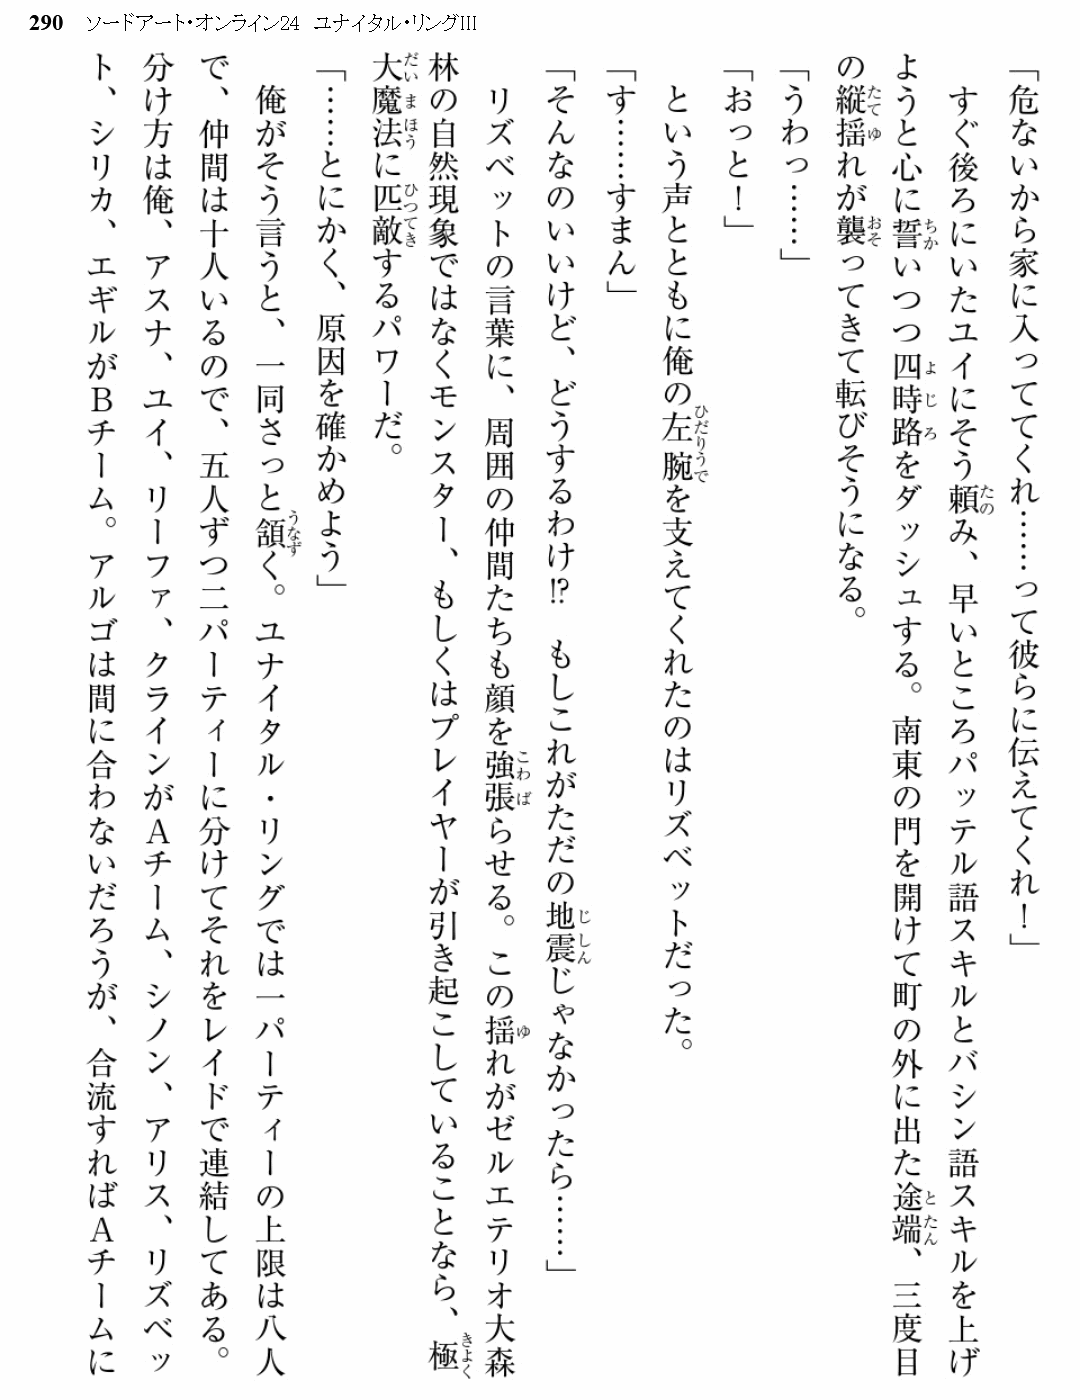 290 ソードアート・オンライン24 ユナイタル・リングIII
「危ないから家に入っててくれ……って彼らに伝えてくれ！」
すぐ後ろにいたユイにそう頼み、早いところパッテル語スキルとバシン語スキルを上げ
ようと心に誓いつつ四時路をダッシュする。南東の門を開けて町の外に出た途端、三度目
の縦揺れが襲ってきて転びそうになる。
「うわっ……」
「おっと！」
という声とともに俺の左腕を支えてくれたのはリズベットだった。
「す……すまん」
「そんなのいいけど、どうするわけ!?　もしこれがただの地震じゃなかったら……」
リズベットの言葉に、周囲の仲間たちも顔を強張らせる。この揺れがゼルエテリオ大森
林の自然現象ではなくモンスター、もしくはプレイヤーが引き起こしていることなら、極
大魔法に匹敵するパワーだ。
「……とにかく、原因を確かめよう」
俺がそう言うと、一同さっと頷く。ユナイタル・リングでは一パーティーの上限は八人
で、仲間は十人いるので、五人ずつ二パーティーに分けてそれをレイドで連結してある。
分け方は俺、アスナ、ユイ、リーファ、クラインがＡチーム、シノン、アリス、リズベッ
ト、シリカ、エギルがＢチーム。アルゴは間に合わないだろうが、合流すればＡチームに